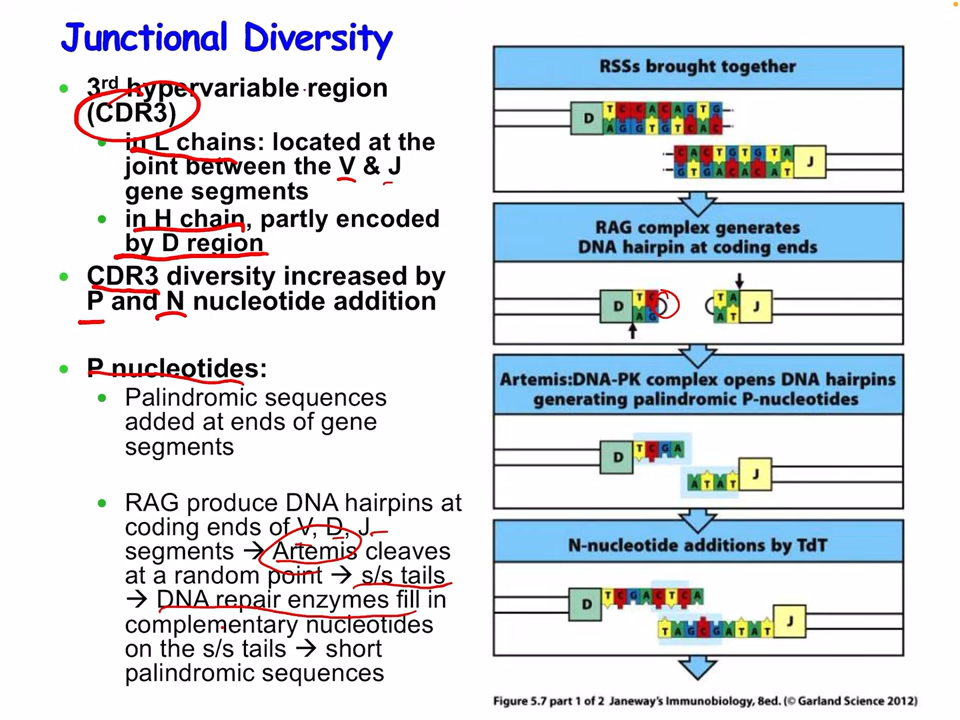 Junctional Diversity
• 3rd hypervariable region
(CDR3)
• in L chains: located at the
joint between the V & J
gene segments
• in H chain, partly encoded
by D region
• CDR3 diversity increased by
P and N nucleotide addition
• P nucleotides:
• Palindromic sequences
added at ends of gene
segments
• RAG produce DNA hairpins at
coding ends of V, D, J
segments → Artemis cleaves
at a random point → s/s tails
→ DNA repair enzymes fill in
complementary nucleotides
on the s/s tails → short
palindromic sequences
RSSs brought together
D TCCACAGTG
AGGTGTCAC
CACTGTGTA J
GTGACACAT
RAG complex generates
DNA hairpin at coding ends
D TC TA J
AG AT
Artemis:DNA-PK complex opens DNA hairpins
generating palindromic P-nucleotides
D TCGA
ATAT J
N-nucleotide additions by TdT
D TCGACTCA
TAGCGATAT J
Figure 5.7 part 1 of 2 Janeway's Immunobiology, 8ed. (© Garland Science 2012)